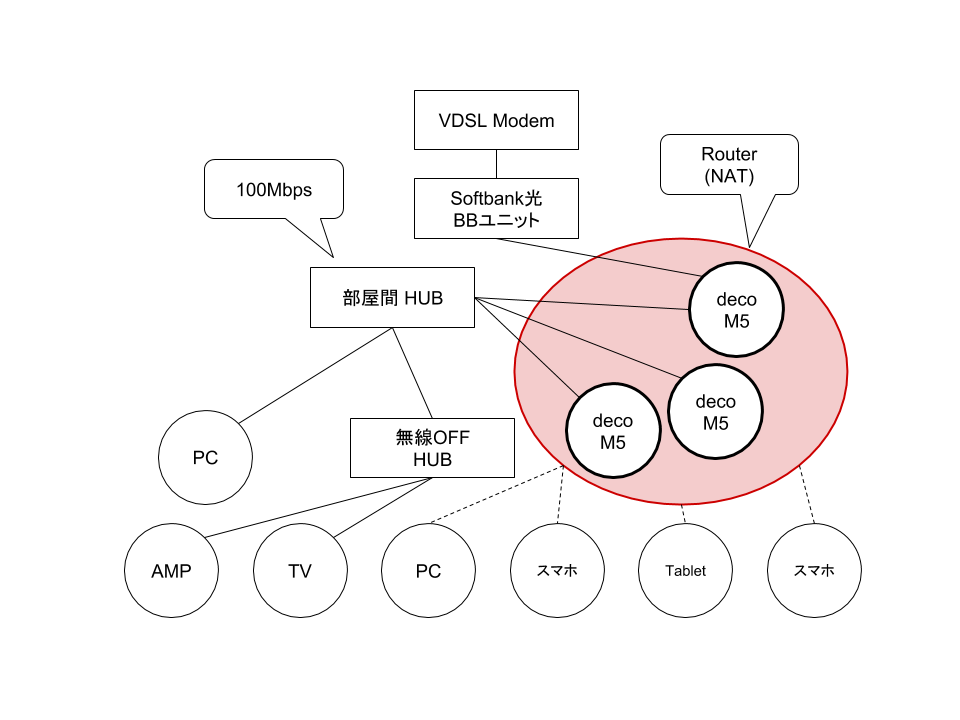 VDSL Modem
Router
(NAT)
100Mbps
Softbank光
BBユニット
部屋間 HUB
deco
M5
deco
M5
deco
M5
無線OFF
HUB
PC
AMP
TV
PC
スマホ
Tablet
スマホ